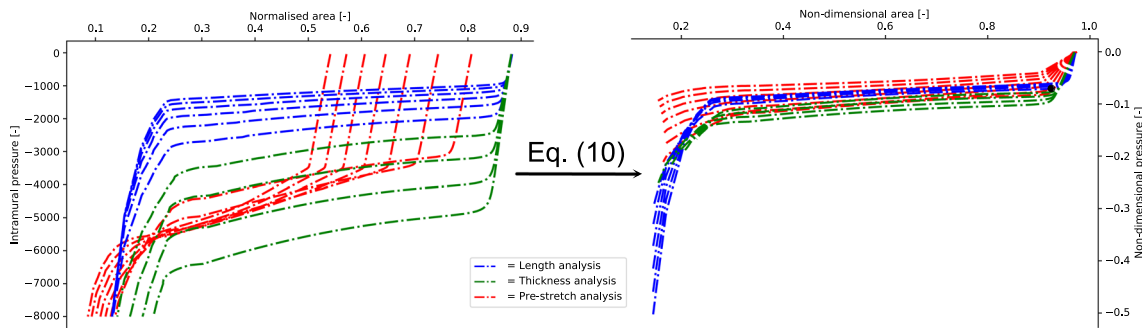 Normalised area [-]
0.1 0.2 0.3 0.4 0.5 0.6 0.7 0.8 0.9
Intramural pressure [-]
0
−1000
−2000
−3000
−4000
−5000
−6000
−7000
−8000
Eq. (10)
= Length analysis
= Thickness analysis
= Pre-stretch analysis
Non-dimensional area [-]
0.2 0.4 0.6 0.8 1.0
0.0
−0.1
−0.2
−0.3
−0.4
−0.5
Non-dimensional pressure [-]